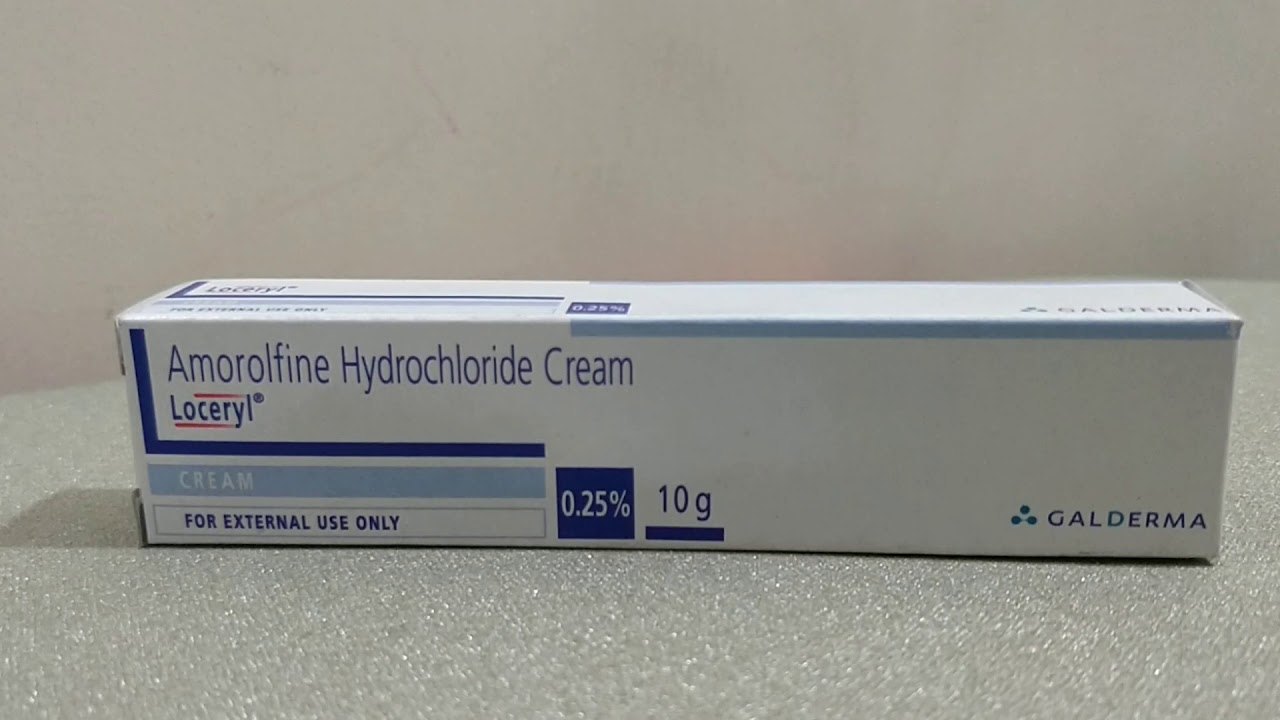 Loceryl®
FOR EXTERNAL USE ONLY
0.25%
GALDERMA
Amorolfine Hydrochloride Cream
Loceryl®
CREAM
FOR EXTERNAL USE ONLY
0.25%
10 g
GALDERMA